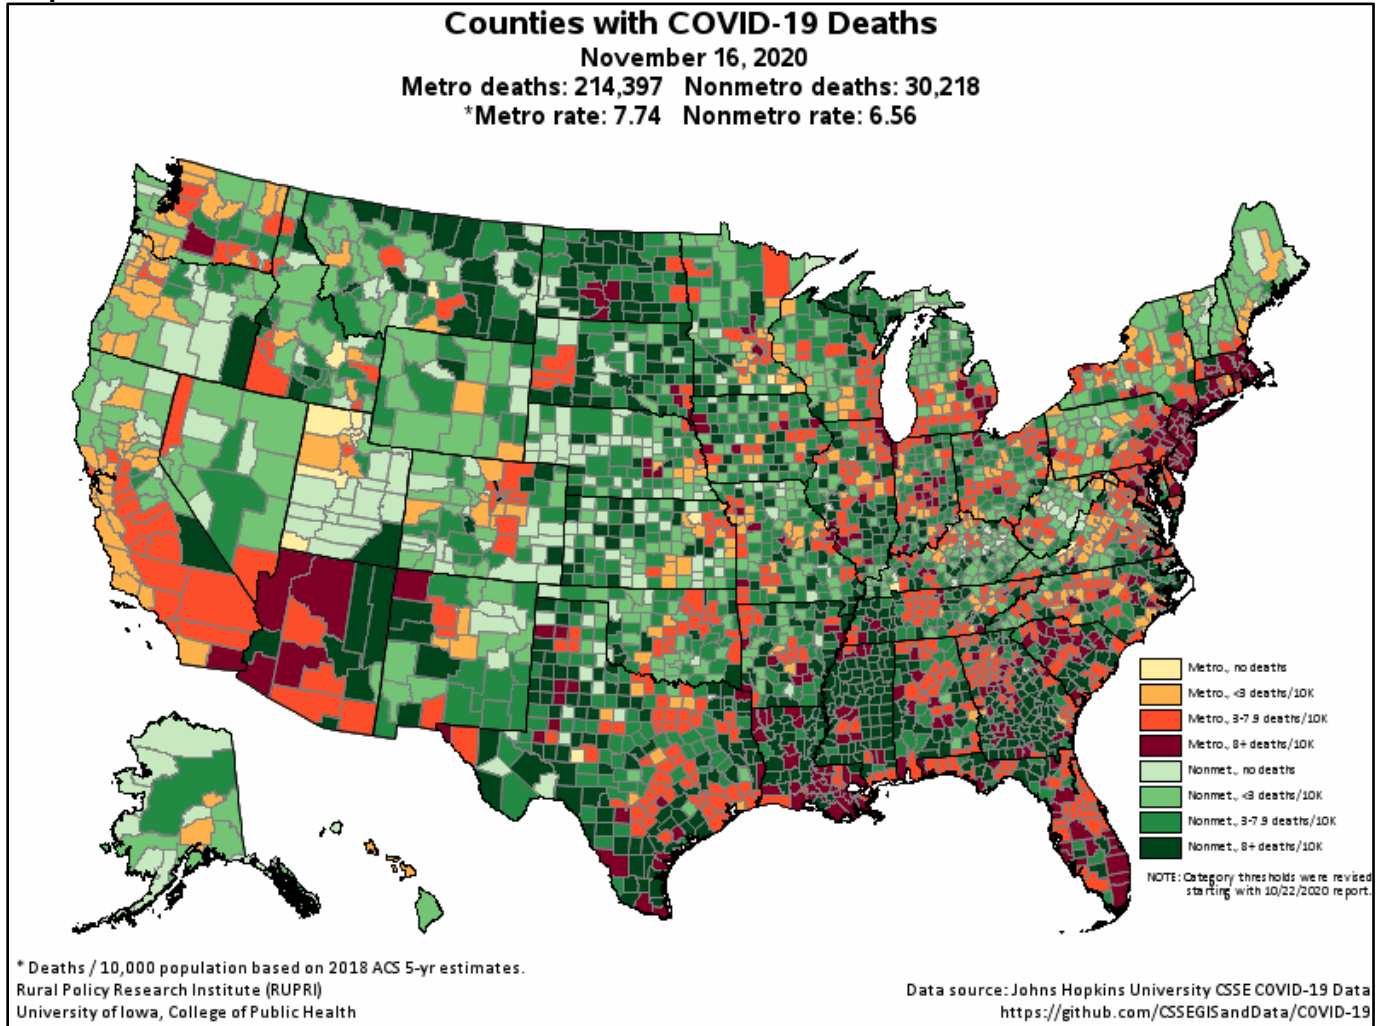 Counties with COVID-19 Deaths
November 16, 2020
Metro deaths: 214,397 Nonmetro deaths: 30,218
*Metro rate: 7.74 Nonmetro rate: 6.56
Metro., no deaths
Metro., <3 deaths/10K
Metro., 3-7.9 deaths/10K
Metro., 8+ deaths/10K
Nonmet., no deaths
Nonmet., <3 deaths/10K
Nonmet., 3-7.9 deaths/10K
Nonmet., 8+ deaths/10K
NOTE: Category thresholds were revised
starting with 10/22/2020 report.
* Deaths / 10,000 population based on 2018 ACS 5-yr estimates.
Rural Policy Research Institute (RUPRI)
University of Iowa, College of Public Health
Data source: Johns Hopkins University CSSE COVID-19 Data
https://github.com/CSSEGISandData/COVID-19